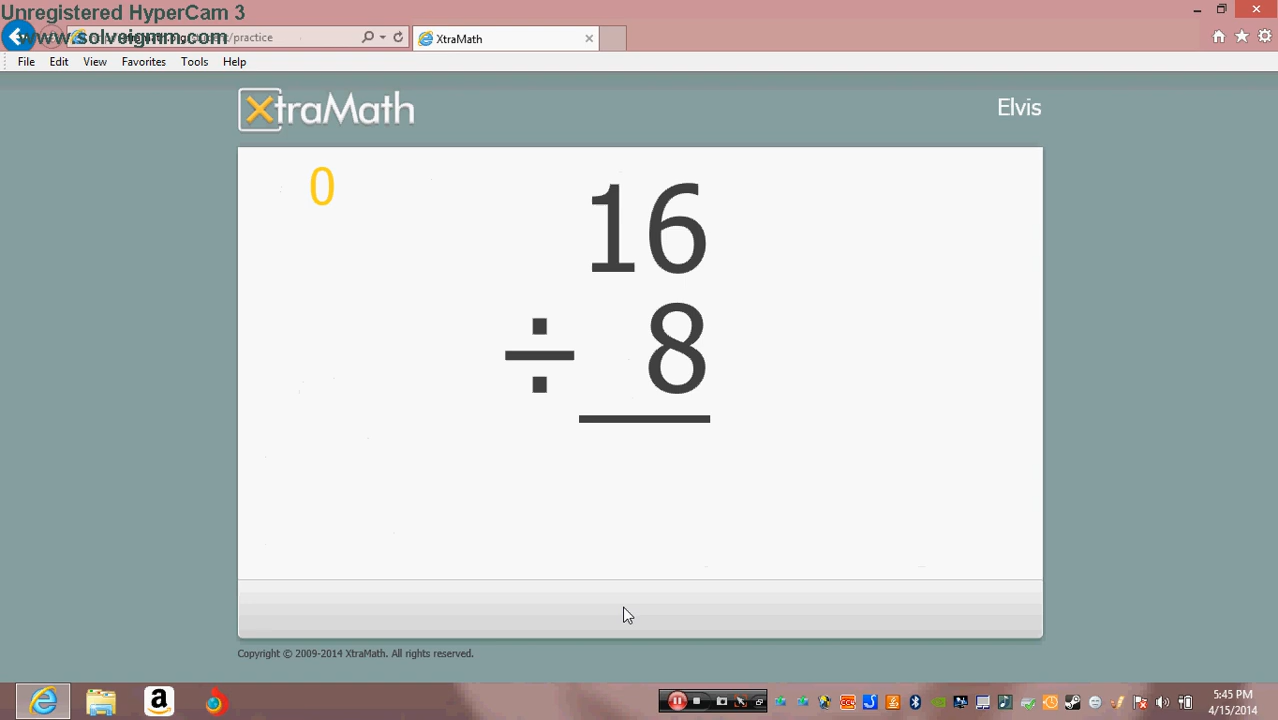 Unregistered HyperCam 3
www.solveigmm.com
/student/practice
XtraMath
File Edit View Favorites Tools Help
XtraMath
Elvis
0
16
÷ 8
Copyright © 2009-2014 XtraMath. All rights reserved.
5:45 PM
4/15/2014